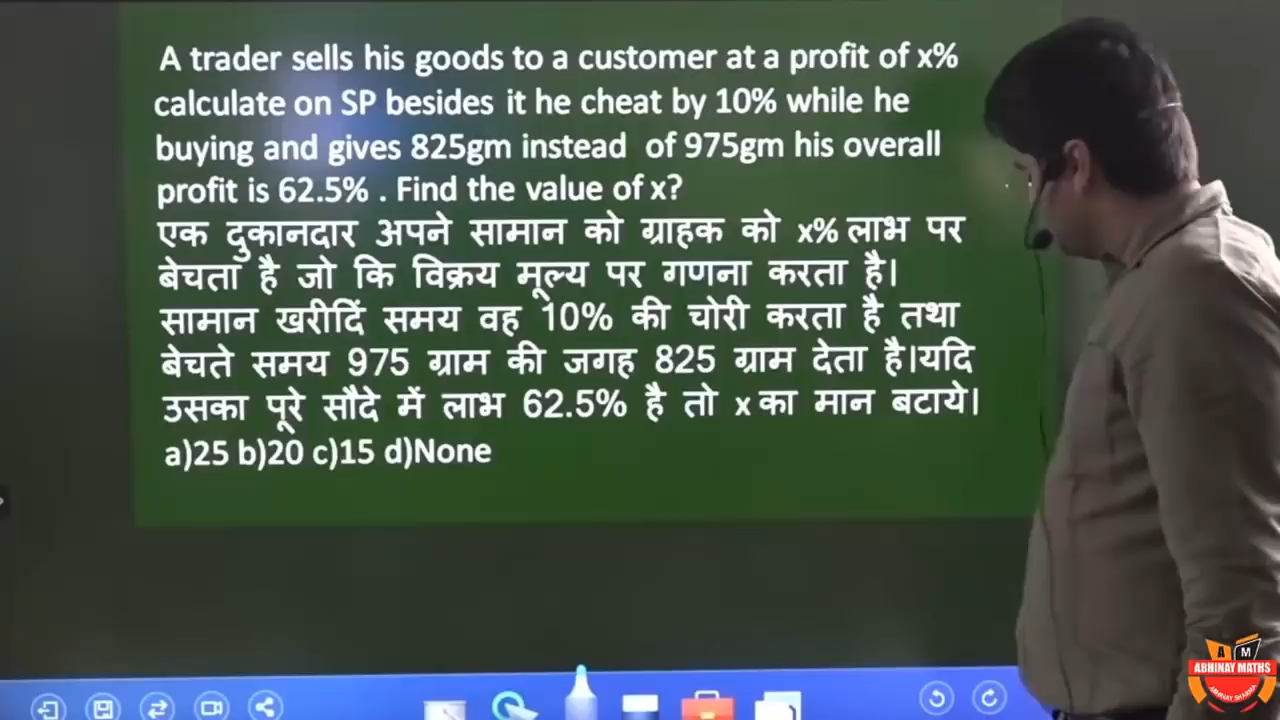 A trader sells his goods to a customer at a profit of x%
calculate on SP besides it he cheat by 10% while he
buying and gives 825gm instead of 975gm his overall
profit is 62.5% . Find the value of x?
एक दुकानदार अपने सामान को ग्राहक को x% लाभ पर
बेचता है जो कि विक्रय मूल्य पर गणना करता है।
सामान खरीदिं समय वह 10% की चोरी करता है तथा
बेचते समय 975 ग्राम की जगह 825 ग्राम देता है।यदि
उसका पूरे सौदे में लाभ 62.5% है तो x का मान बटाये।
a)25 b)20 c)15 d)None
A M
ABHINAY MATHS
ABHINAY SHARMA